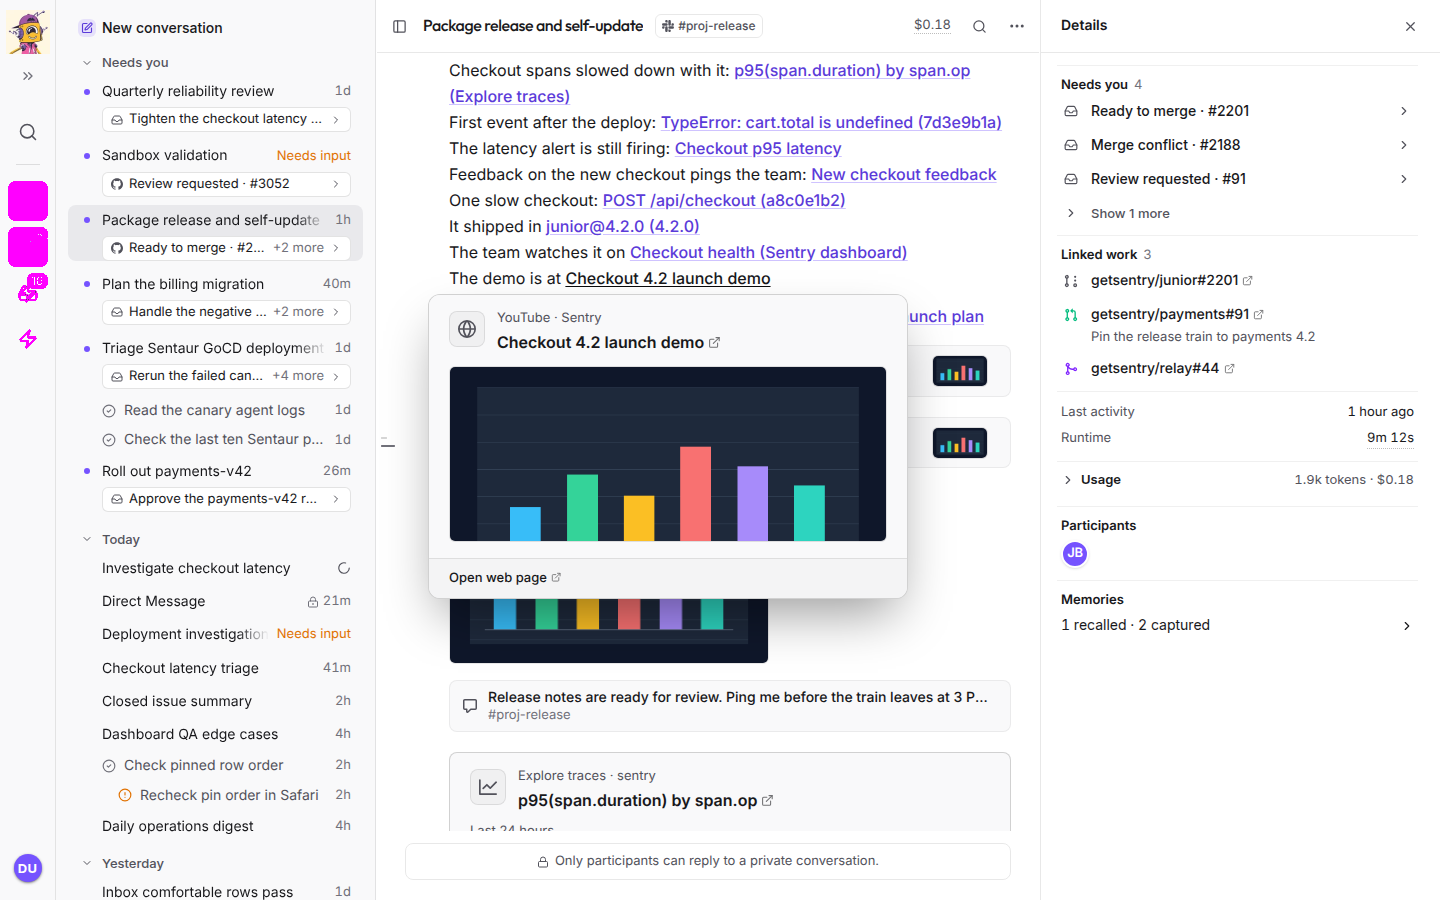 New conversation
Needs you
Quarterly reliability review 1d
Tighten the checkout latency ...
Sandbox validation Needs input
Review requested · #3052
Package release and self-update 1h
Ready to merge · #2... +2 more
Plan the billing migration 40m
Handle the negative ... +2 more
Triage Sentaur GoCD deployment 1d
Rerun the failed can... +4 more
Read the canary agent logs 1d
Check the last ten Sentaur p... 1d
Roll out payments-v42 26m
Approve the payments-v42 r...
Today
Investigate checkout latency
Direct Message 21m
Deployment investigation Needs input
Checkout latency triage 41m
Closed issue summary 2h
Dashboard QA edge cases 4h
Check pinned row order 2h
Recheck pin order in Safari 2h
Daily operations digest 4h
Yesterday
Inbox comfortable rows pass 1d
DU
Package release and self-update #proj-release $0.18
Checkout spans slowed down with it: p95(span.duration) by span.op
(Explore traces)
First event after the deploy: TypeError: cart.total is undefined (7d3e9b1a)
The latency alert is still firing: Checkout p95 latency
Feedback on the new checkout pings the team: New checkout feedback
One slow checkout: POST /api/checkout (a8c0e1b2)
It shipped in junior@4.2.0 (4.2.0)
The team watches it on Checkout health (Sentry dashboard)
The demo is at Checkout 4.2 launch demo
unch plan
YouTube · Sentry
Checkout 4.2 launch demo
Open web page
Release notes are ready for review. Ping me before the train leaves at 3 P...
#proj-release
Explore traces · sentry
p95(span.duration) by span.op
Last 24 hours
Only participants can reply to a private conversation.
Details
Needs you 4
Ready to merge · #2201
Merge conflict · #2188
Review requested · #91
Show 1 more
Linked work 3
getsentry/junior#2201
getsentry/payments#91
Pin the release train to payments 4.2
getsentry/relay#44
Last activity 1 hour ago
Runtime 9m 12s
Usage 1.9k tokens · $0.18
Participants
JB
Memories
1 recalled · 2 captured